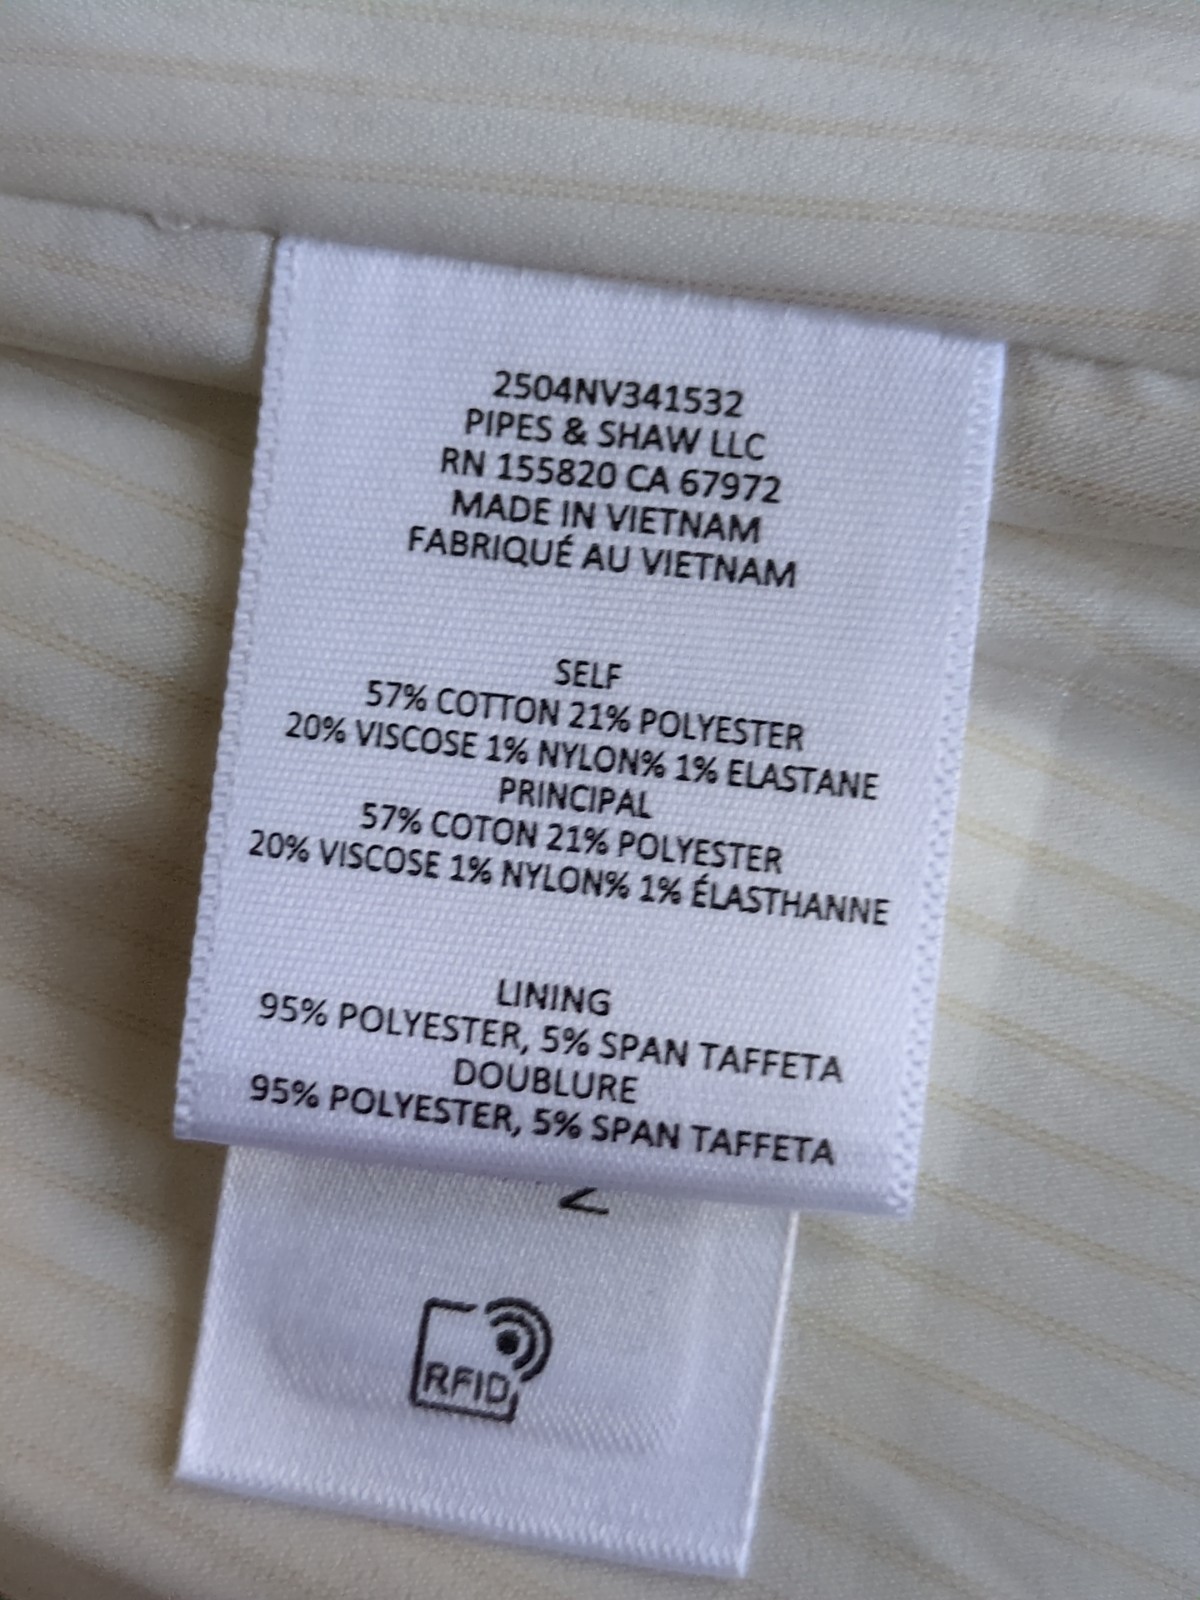 2504NV341532
PIPES & SHAW LLC
RN 155820 CA 67972
MADE IN VIETNAM
FABRIQUÉ AU VIETNAM
SELF
57% COTTON 21% POLYESTER
20% VISCOSE 1% NYLON% 1% ELASTANE
PRINCIPAL
57% COTON 21% POLYESTER
20% VISCOSE 1% NYLON% 1% ÉLASTHANNE
LINING
95% POLYESTER, 5% SPAN TAFFETA
DOUBLURE
95% POLYESTER, 5% SPAN TAFFETA
RFID